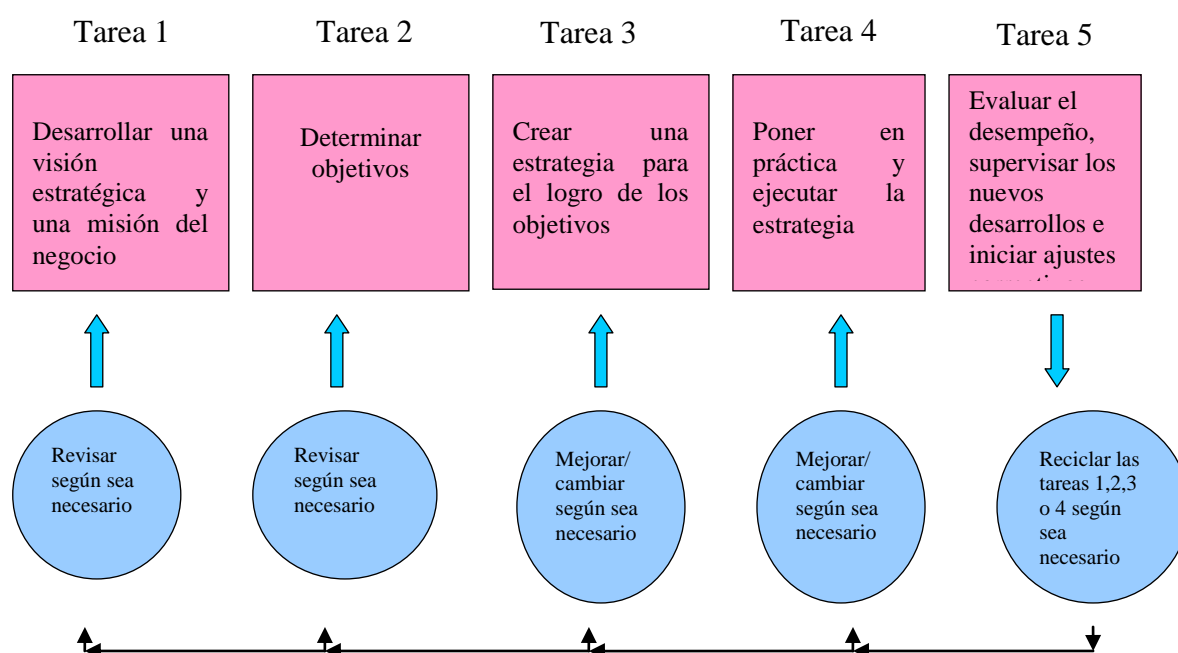 Tarea 1
Tarea 2
Tarea 3
Tarea 4
Tarea 5
Desarrollar una
visión
estratégica y
una misión del
negocio
Determinar
objetivos
Crear una
estrategia para
el logro de los
objetivos
Poner en
práctica y
ejecutar la
estrategia
Evaluar el
desempeño,
supervisar los
nuevos
desarrollos e
iniciar ajustes
Revisar
según sea
necesario
Revisar
según sea
necesario
Mejorar/
cambiar
según sea
necesario
Mejorar/
cambiar
según sea
necesario
Reciclar las
tareas 1,2,3
o 4 según
sea
necesario